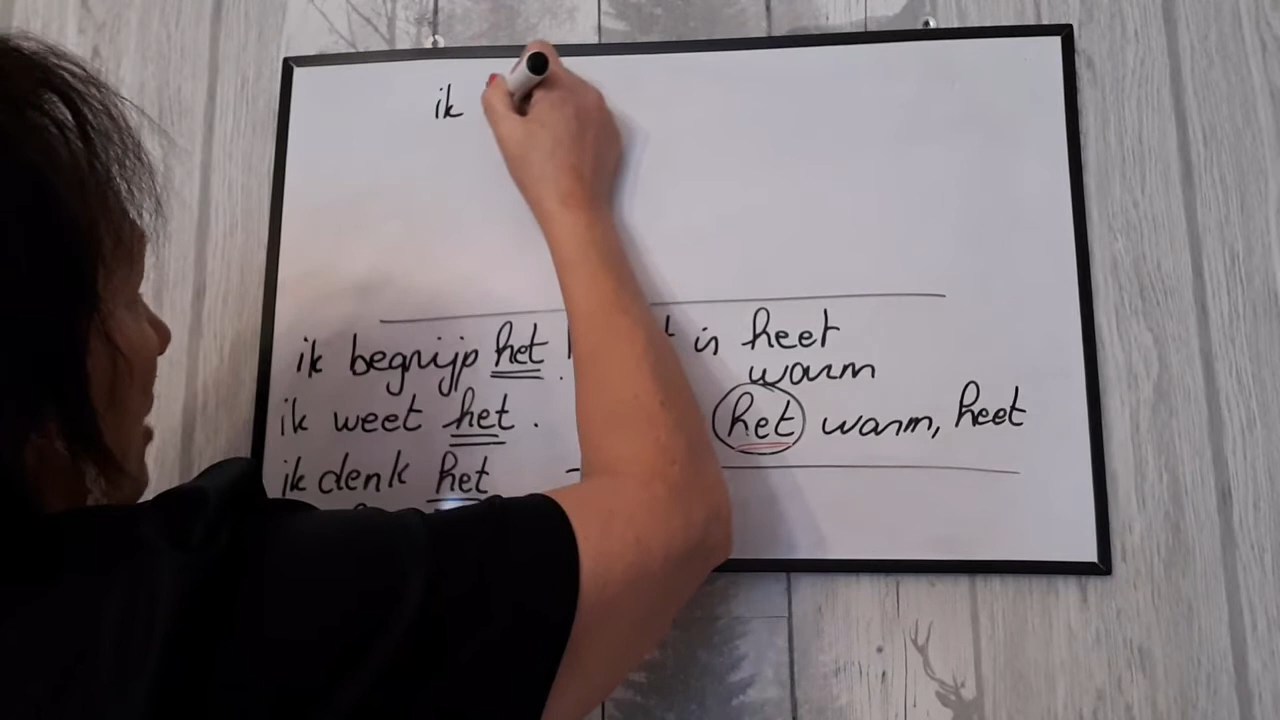 ik
ik begrijp het. is heet
warm
ik weet het. het warm, heet
ik denk het